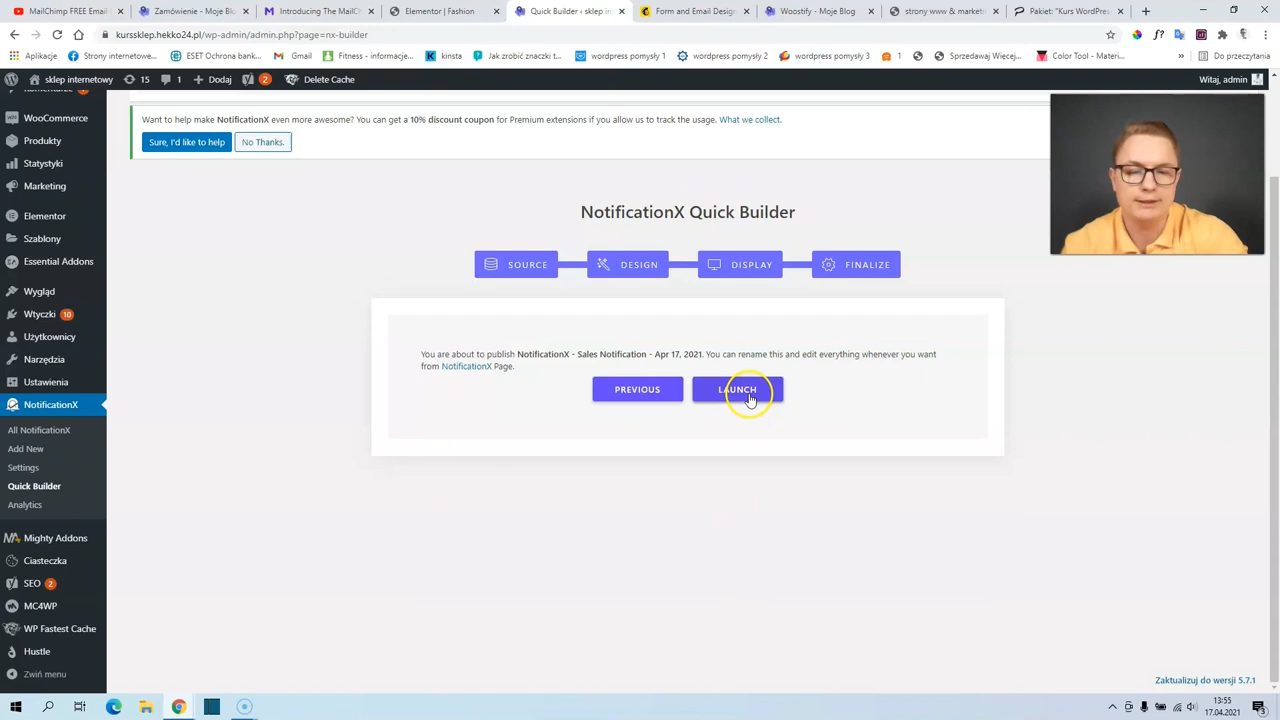 MailChimp FREE Email
Zamówienie - Moje Blo
Introducing The MailCh
Elementor | Fashion
Quick Builder ‹ sklep in
Form and Email Design
Woostify - Moje Blog
strony www & marketin
Pakiet: "Kurs WordPres
kurssklep.hekko24.pl/wp-admin/admin.php?page=nx-builder
Aplikacje
Strony internetowe...
ESET Ochrona bank...
Fitness - informacje,...
kinsta
Jak zrobić znaczki t...
wordpress pomysły 1
wordpress pomysły 2
wordpress pomysły 3
1
Sprzedawaj Więcej,...
Color Tool - Materi...
»
Do przeczytania
sklep internetowy
15
1
Dodaj
2
Delete Cache
Witaj, admin
WooCommerce
Produkty
Statystyki
Marketing
Elementor
Szablony
Essential Addons
Wygląd
Wtyczki 10
Użytkownicy
Narzędzia
Ustawienia
NotificationX
All NotificationX
Add New
Settings
Quick Builder
Analytics
Mighty Addons
Ciasteczka
SEO 2
MC4WP
WP Fastest Cache
Hustle
Zwiń menu
Want to help make NotificationX even more awesome? You can get a 10% discount coupon for Premium extensions if you allow us to track the usage. What we collect.
Sure, I'd like to help
No Thanks.
NotificationX Quick Builder
SOURCE
DESIGN
DISPLAY
FINALIZE
You are about to publish NotificationX - Sales Notification - Apr 17, 2021. You can rename this and edit everything whenever you want
from NotificationX Page.
PREVIOUS
LAUNCH
Zaktualizuj do wersji 5.7.1
13:55
17.04.2021
3